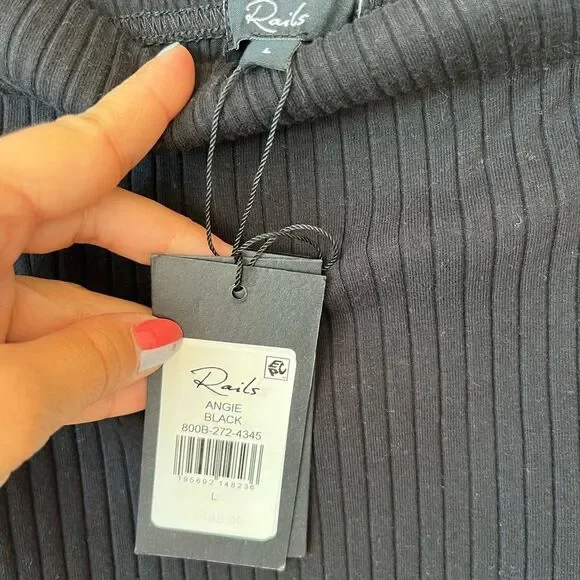 Rails
L
Rails
ANGIE
BLACK
800B-272-4345
195692 148236
L